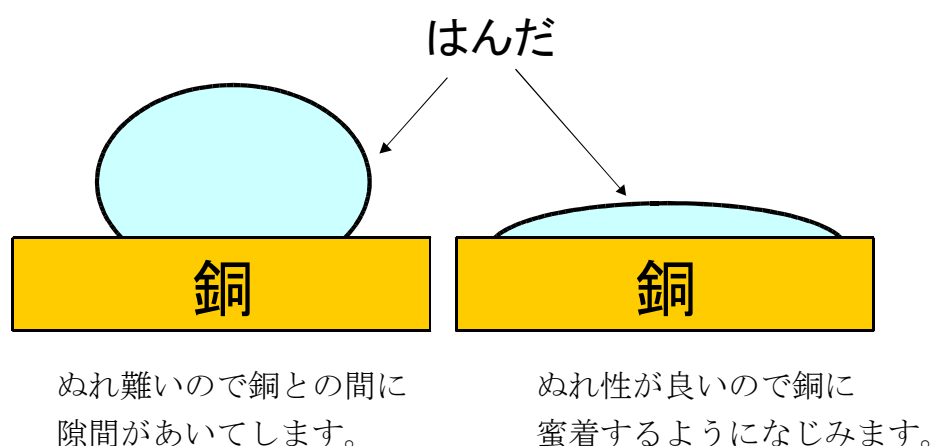 はんだ
銅
銅
ぬれ難いので銅との間に
隙間があいてします。
ぬれ性が良いので銅に
蜜着するようになじみます。